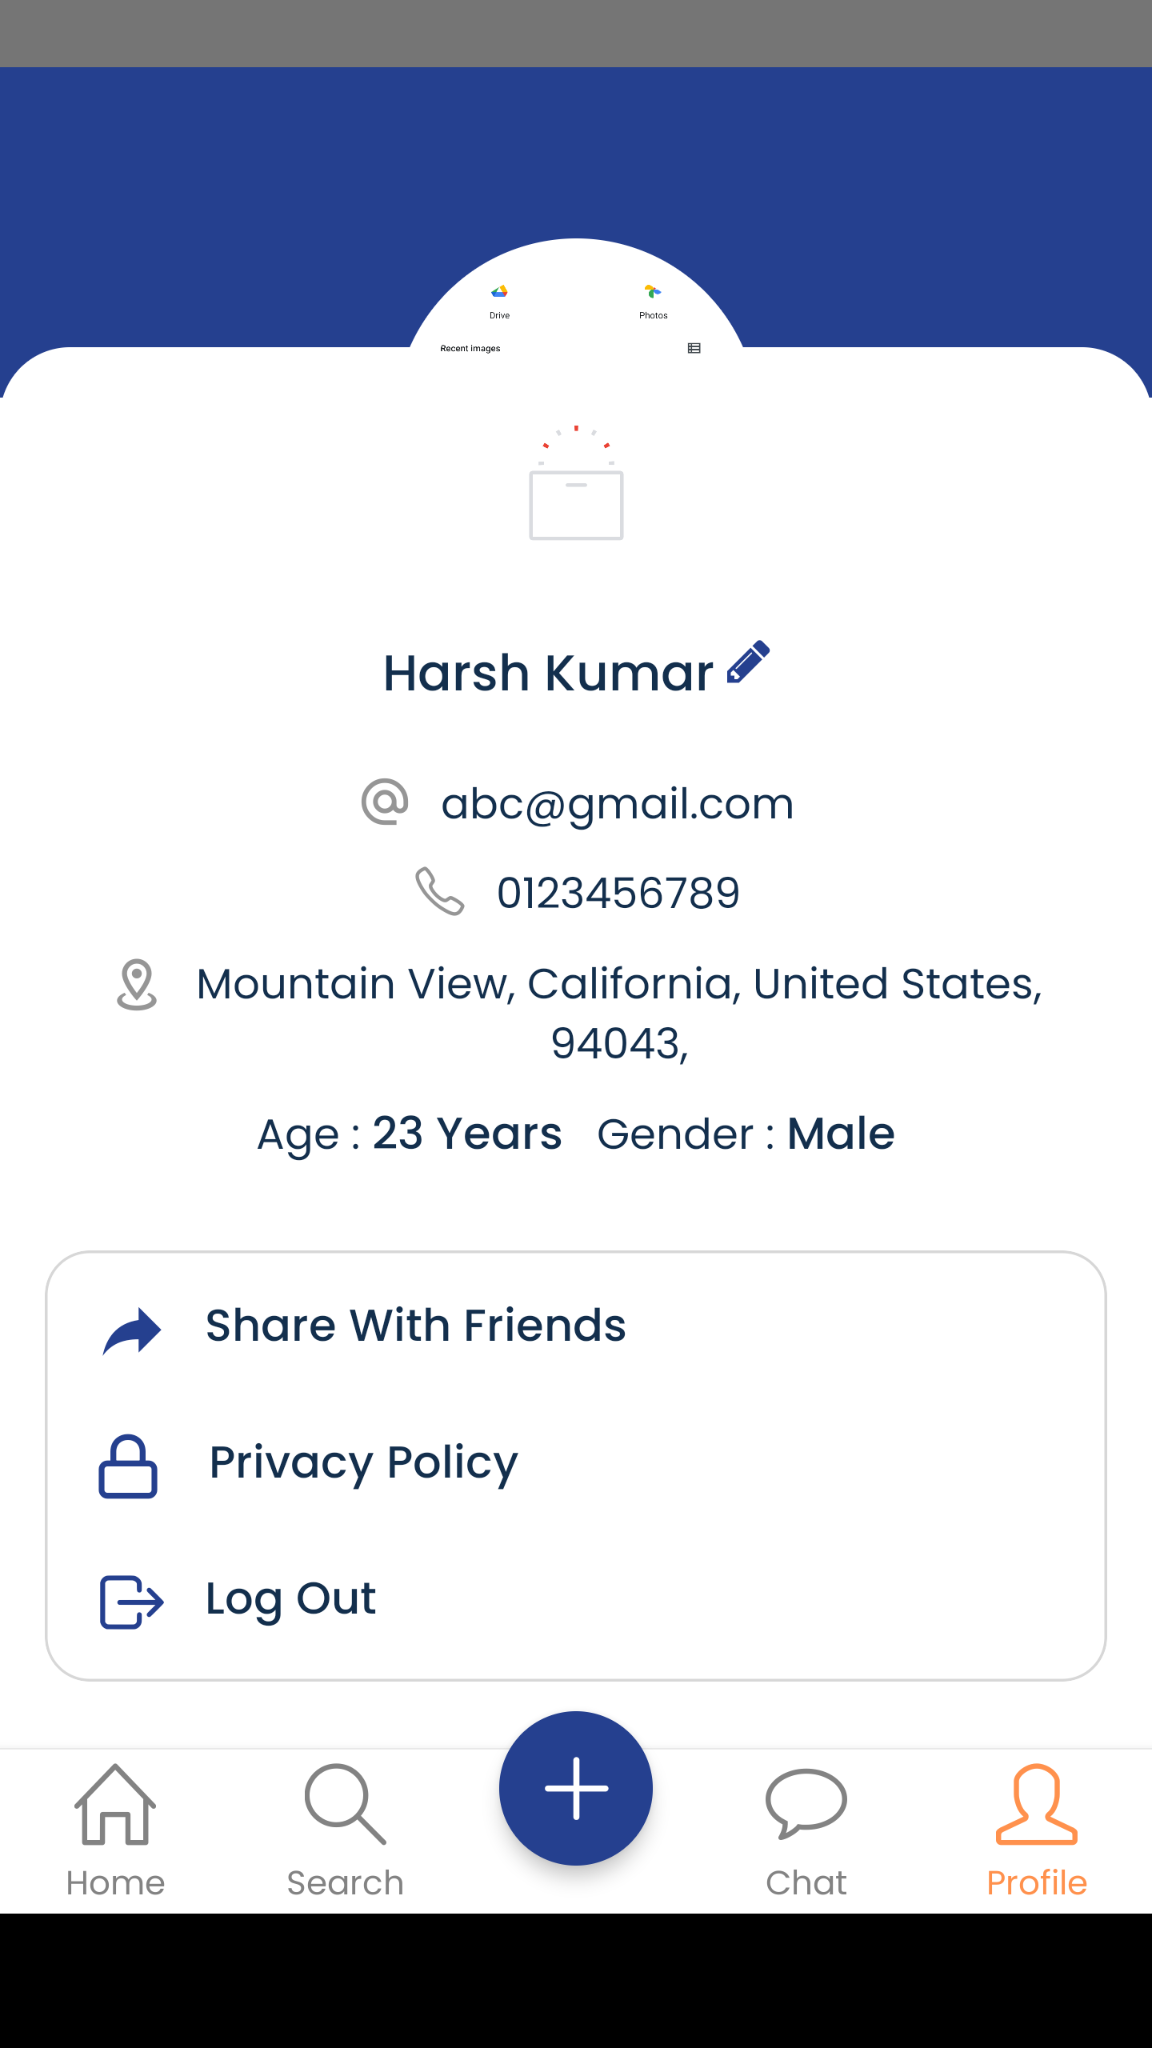 Drive Photos
Recent images
Harsh Kumar
abc@gmail.com
0123456789
Mountain View, California, United States,
94043,
Age : 23 Years Gender : Male
Share With Friends
Privacy Policy
Log Out
Home Search Chat Profile